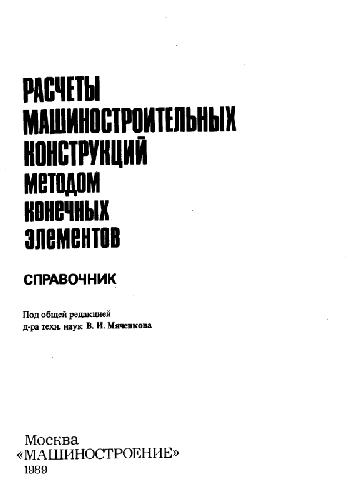 РАСЧЕТЫ
МАШИНОСТРОИТЕЛЬНЫХ
КОНСТРУКЦИЙ
МЕТОДОМ
КОНЕЧНЫХ
ЭЛЕМЕНТОВ
СПРАВОЧНИК
Под общей редакцией
д-ра техн. наук В. И. Мяченкова
Москва
«МАШИНОСТРОЕНИЕ»
1989